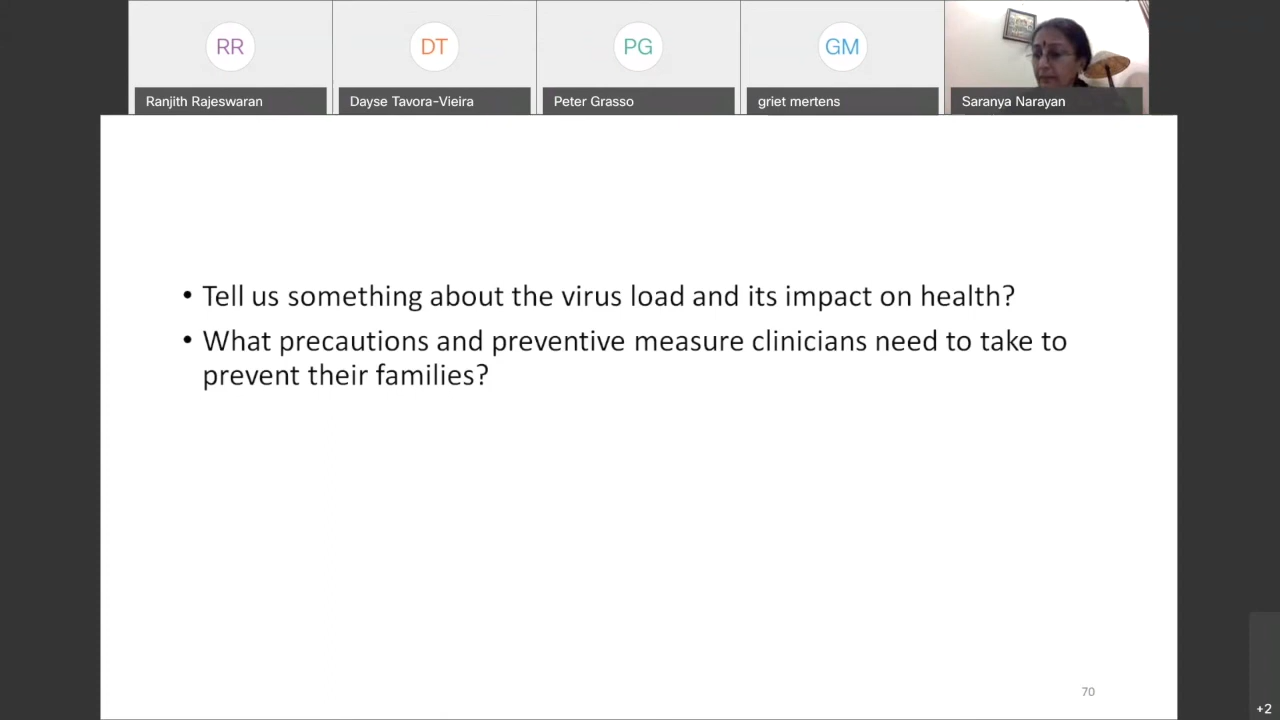 RR
DT
PG
GM
Ranjith Rajeswaran
Dayse Tavora-Vieira
Peter Grasso
griet mertens
Saranya Narayan
• Tell us something about the virus load and its impact on health?
• What precautions and preventive measure clinicians need to take to
prevent their families?
70
+2